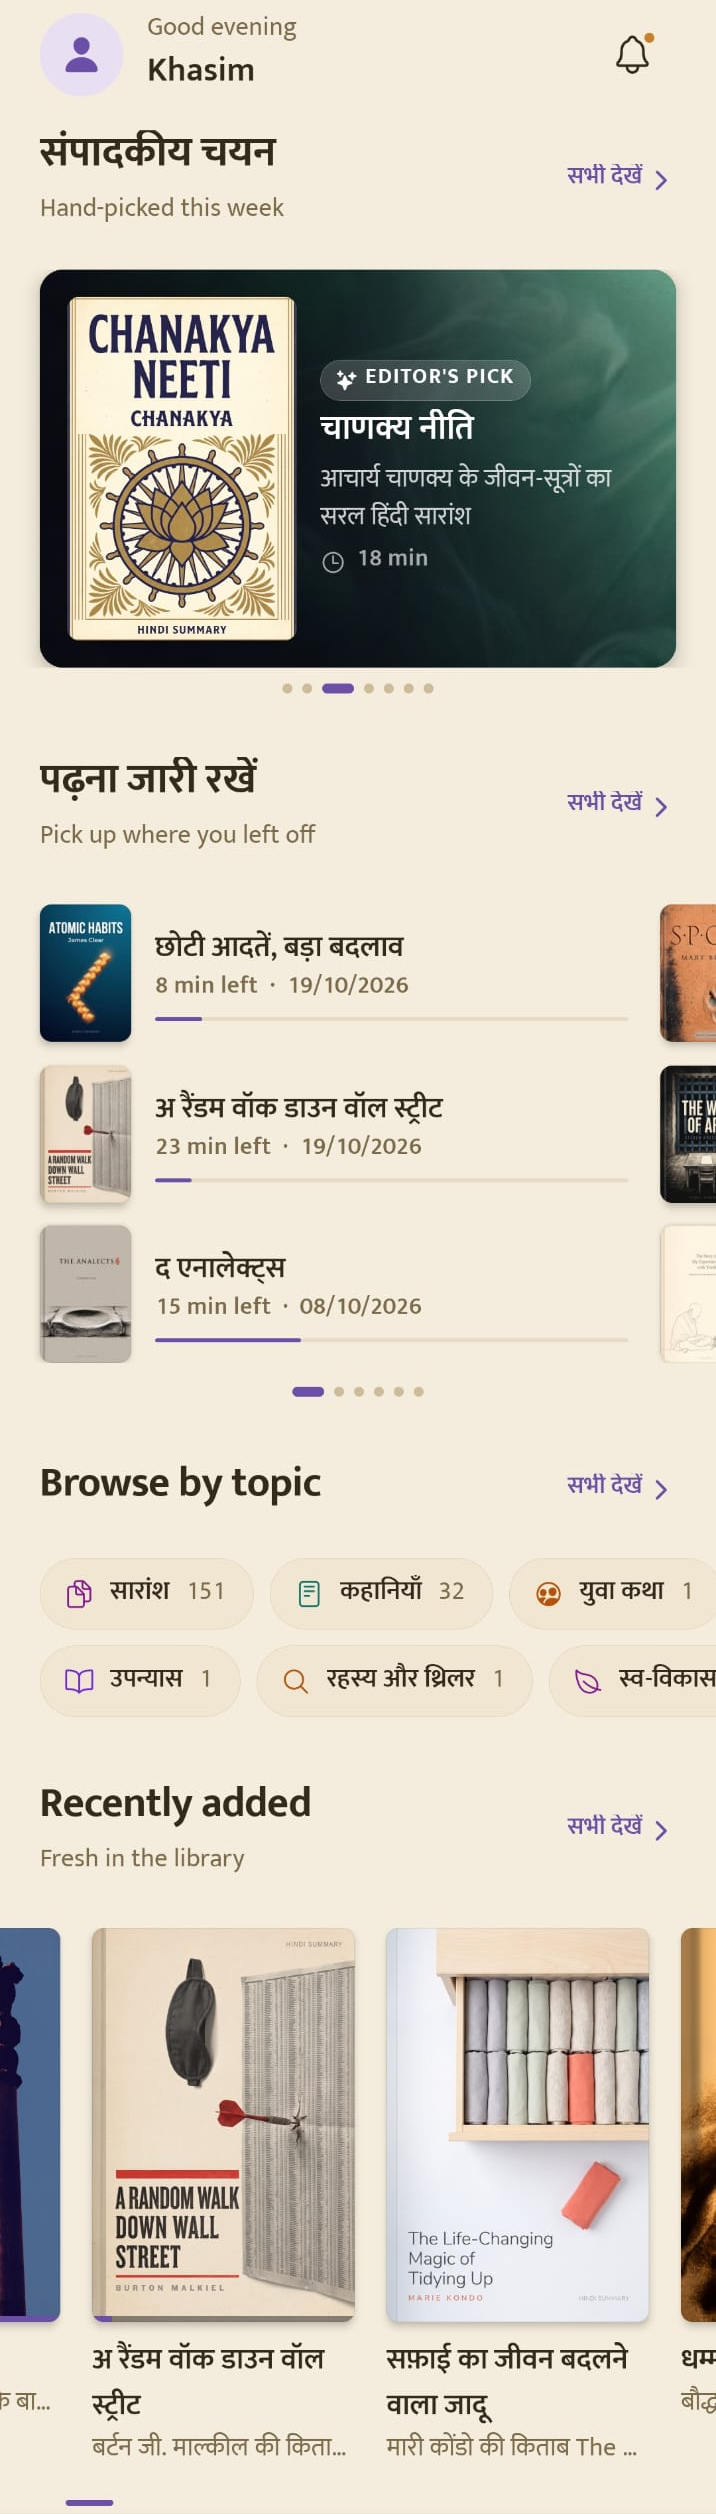 Good evening
Khasim
संपादकीय चयन
सभी देखें
Hand-picked this week
CHANAKYA
NEETI
CHANAKYA
HINDI SUMMARY
EDITOR'S PICK
चाणक्य नीति
आचार्य चाणक्य के जीवन-सूत्रों का
सरल हिंदी सारांश
18 min
पढ़ना जारी रखें
सभी देखें
Pick up where you left off
ATOMIC HABITS
James Clear
छोटी आदतें, बड़ा बदलाव
8 min left · 19/10/2026
A RANDOM WALK
DOWN WALL
STREET
BURTON MALKIEL
अ रैंडम वॉक डाउन वॉल स्ट्रीट
23 min left · 19/10/2026
THE ANALECTS
द एनालेक्ट्स
15 min left · 08/10/2026
Browse by topic
सभी देखें
सारांश 151
कहानियाँ 32
युवा कथा 1
उपन्यास 1
रहस्य और थ्रिलर 1
स्व-विकास
Recently added
सभी देखें
Fresh in the library
HINDI SUMMARY
A RANDOM WALK
DOWN WALL
STREET
BURTON MALKIEL
The Life-Changing
Magic of
Tidying Up
MARIE KONDO
HINDI SUMMARY
अ रैंडम वॉक डाउन वॉल
स्ट्रीट
बर्टन जी. माल्कील की किता...
सफ़ाई का जीवन बदलने
वाला जादू
मारी कोंडो की किताब The ...